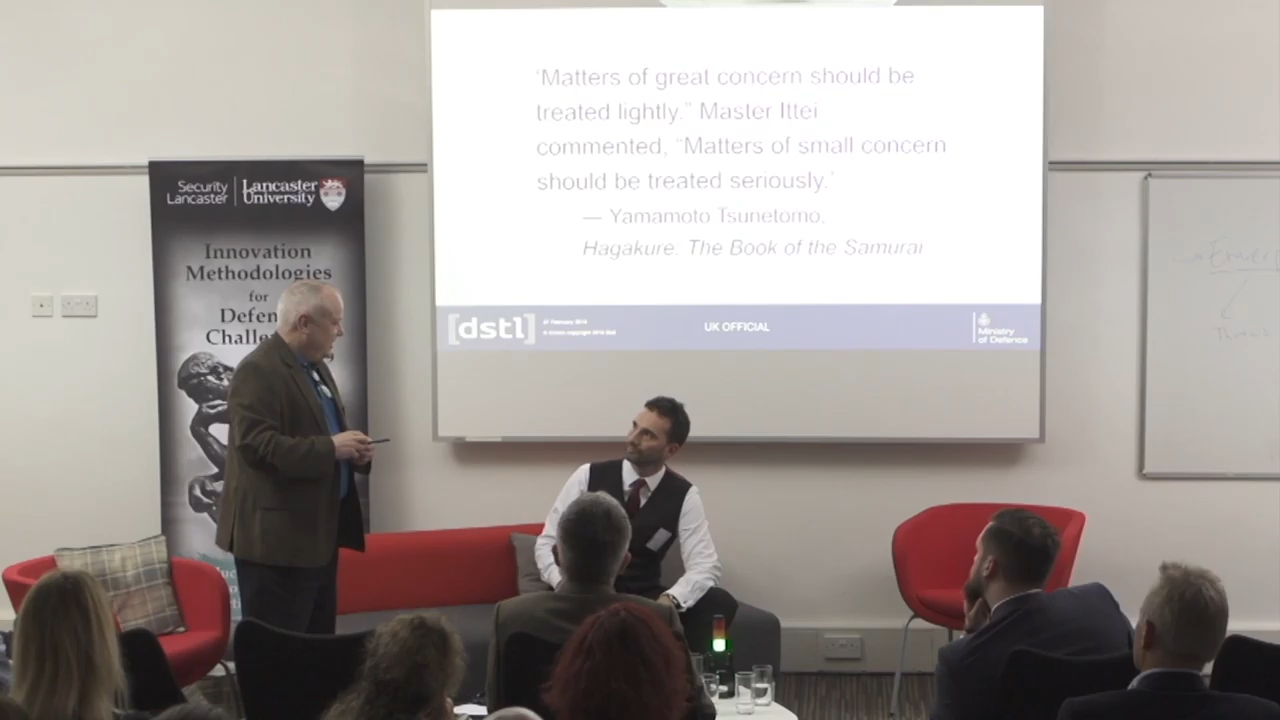 'Matters of great concern should be
treated lightly." Master Ittei
commented, "Matters of small concern
should be treated seriously.'
— Yamamoto Tsunetomo,
Hagakure: The Book of the Samurai
[dstl]
UK OFFICIAL
Ministry
of Defence
Security
Lancaster
Lancaster
University
Innovation
Methodologies
for